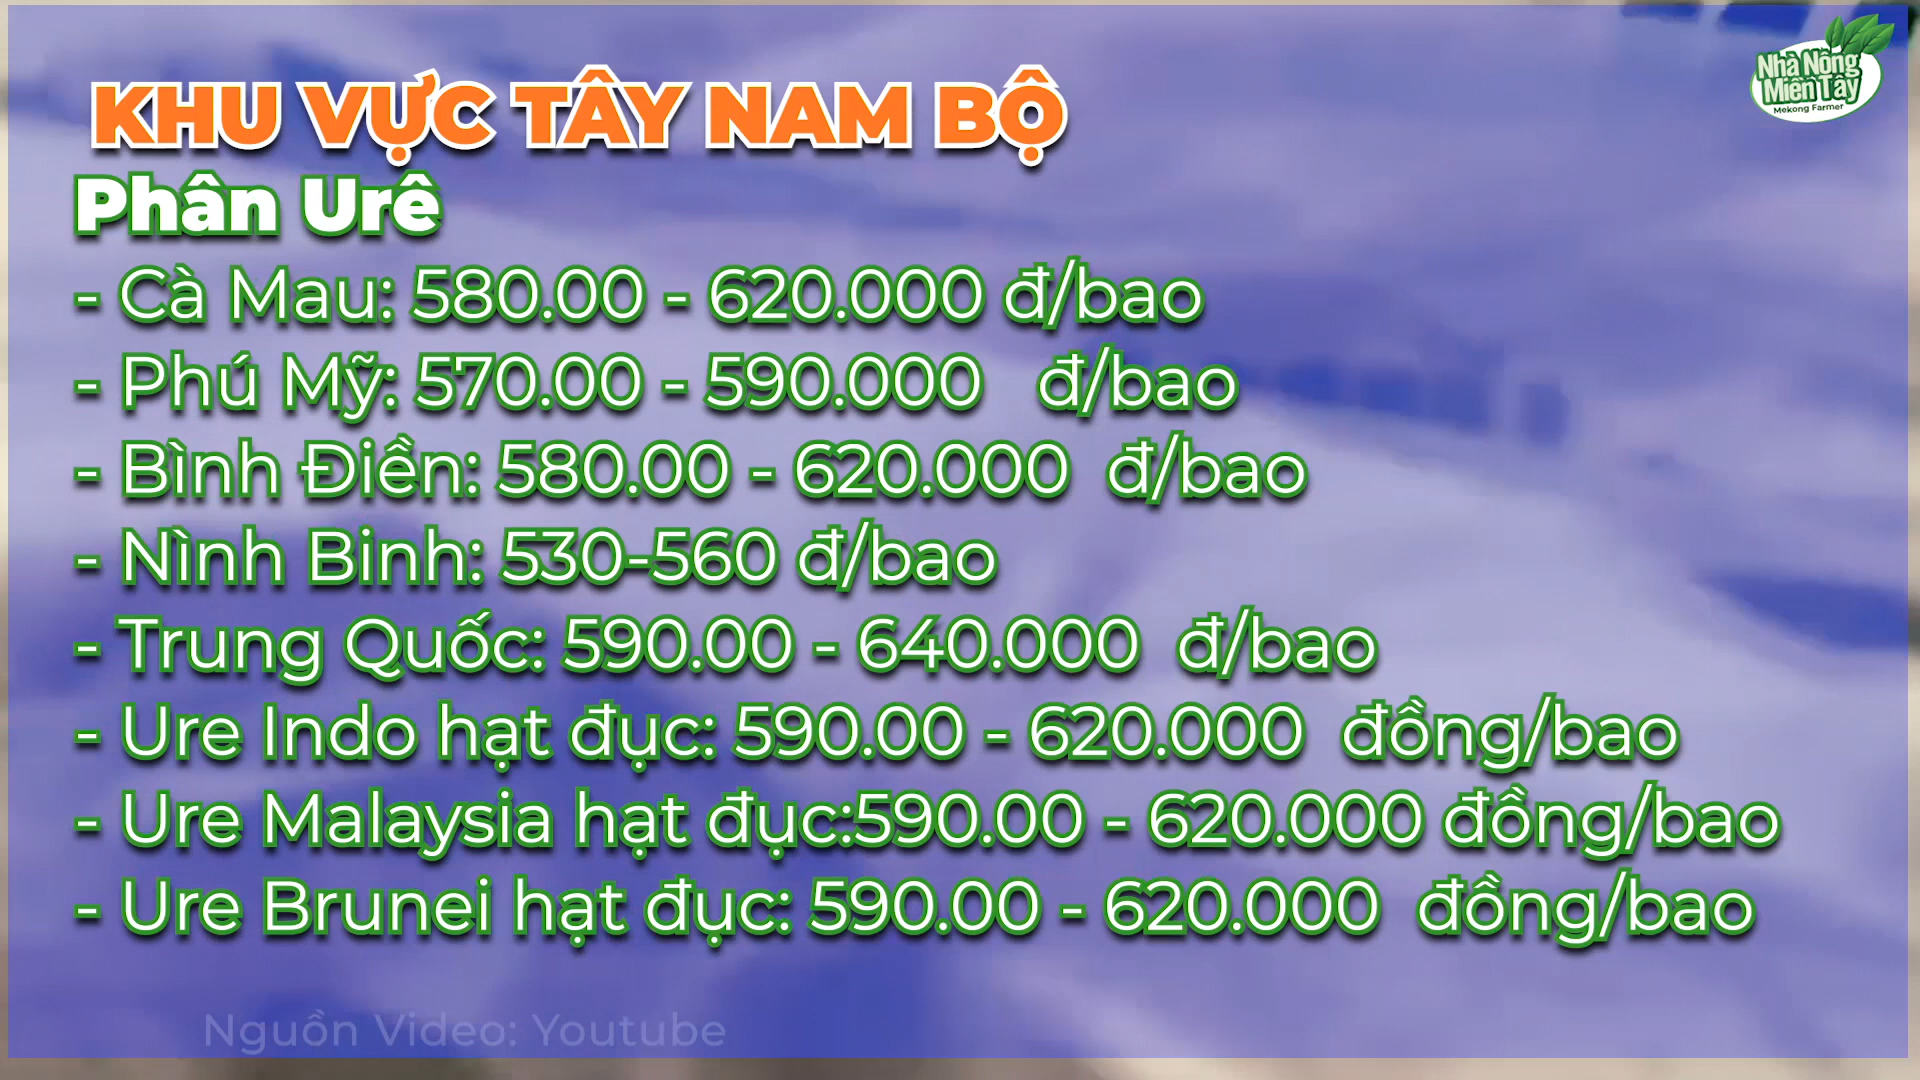 Nhà Nông
Miền Tây
Mekong Farmer
KHU VỰC TÂY NAM BỘ
Phân Urê
- Cà Mau: 580.00 - 620.000 đ/bao
- Phú Mỹ: 570.00 - 590.000 đ/bao
- Bình Điền: 580.00 - 620.000 đ/bao
- Nình Binh: 530-560 đ/bao
- Trung Quốc: 590.00 - 640.000 đ/bao
- Ure Indo hạt đục: 590.00 - 620.000 đồng/bao
- Ure Malaysia hạt đục:590.00 - 620.000 đồng/bao
- Ure Brunei hạt đục: 590.00 - 620.000 đồng/bao
Nguồn Video: Youtube